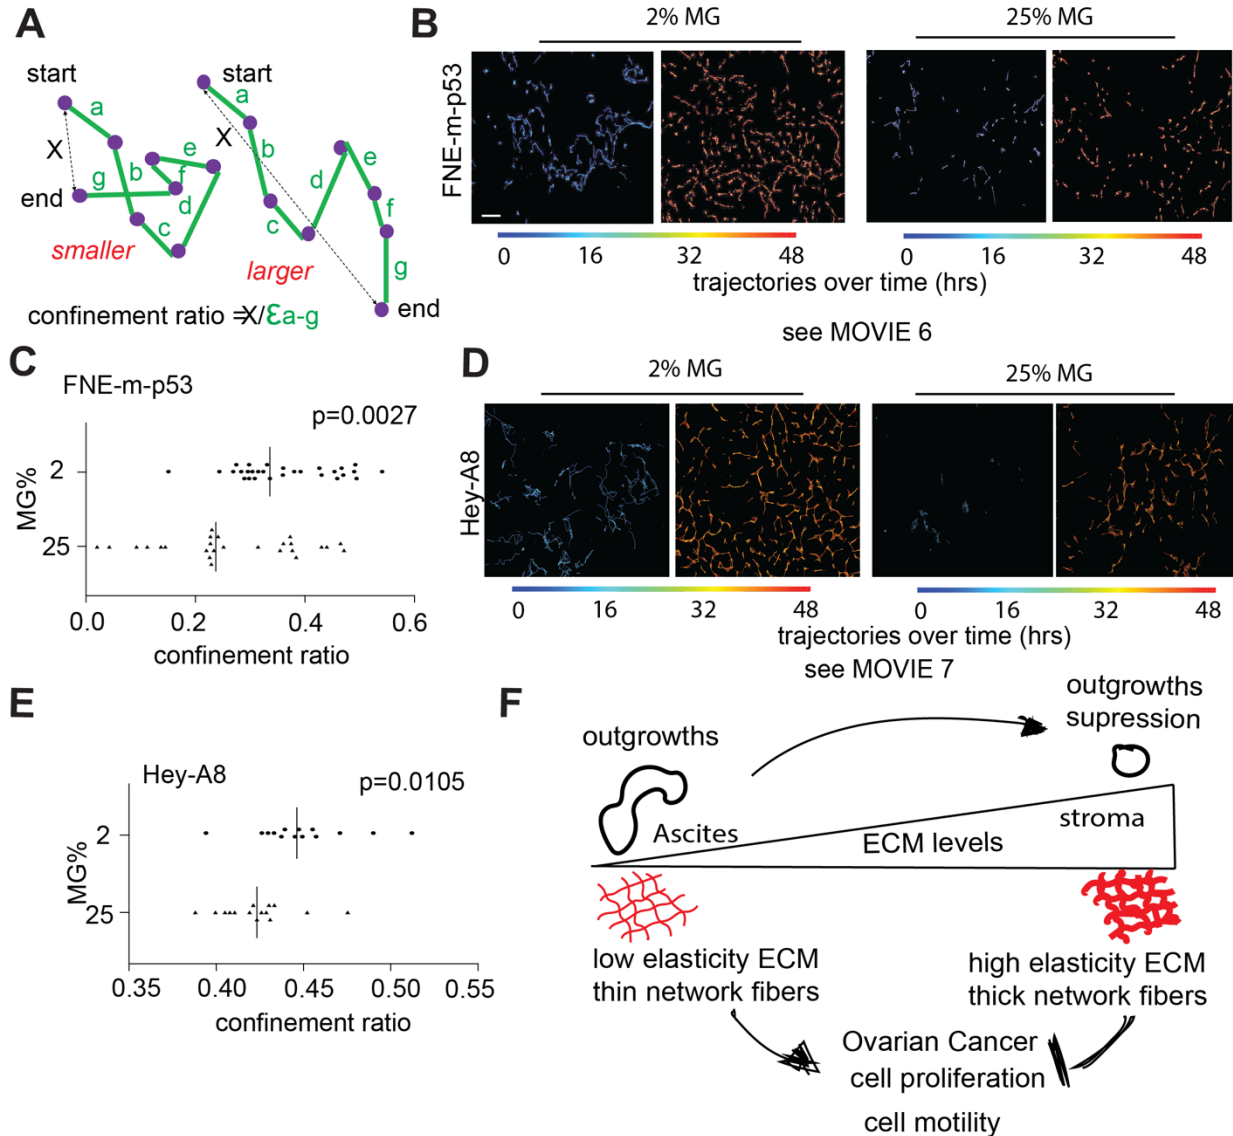 A
start
start
a
a
X
X
b
e
b
e
f
d
g
d
end
c
c
f
smaller
larger
g
end
confinement ratio =X/Ɛa-g
B
2% MG
25% MG
FNE-m-p53
0 16 32 48
0 16 32 48
trajectories over time (hrs)
see MOVIE 6
C
FNE-m-p53
p=0.0027
MG%
2
25
0.0 0.2 0.4 0.6
confinement ratio
D
2% MG
25% MG
Hey-A8
0 16 32 48
0 16 32 48
trajectories over time (hrs)
see MOVIE 7
E
Hey-A8
p=0.0105
MG%
2
25
0.35 0.40 0.45 0.50 0.55
confinement ratio
F
outgrowths
outgrowths
supression
Ascites
ECM levels
stroma
low elasticity ECM
thin network fibers
high elasticity ECM
thick network fibers
Ovarian Cancer
cell proliferation
cell motility